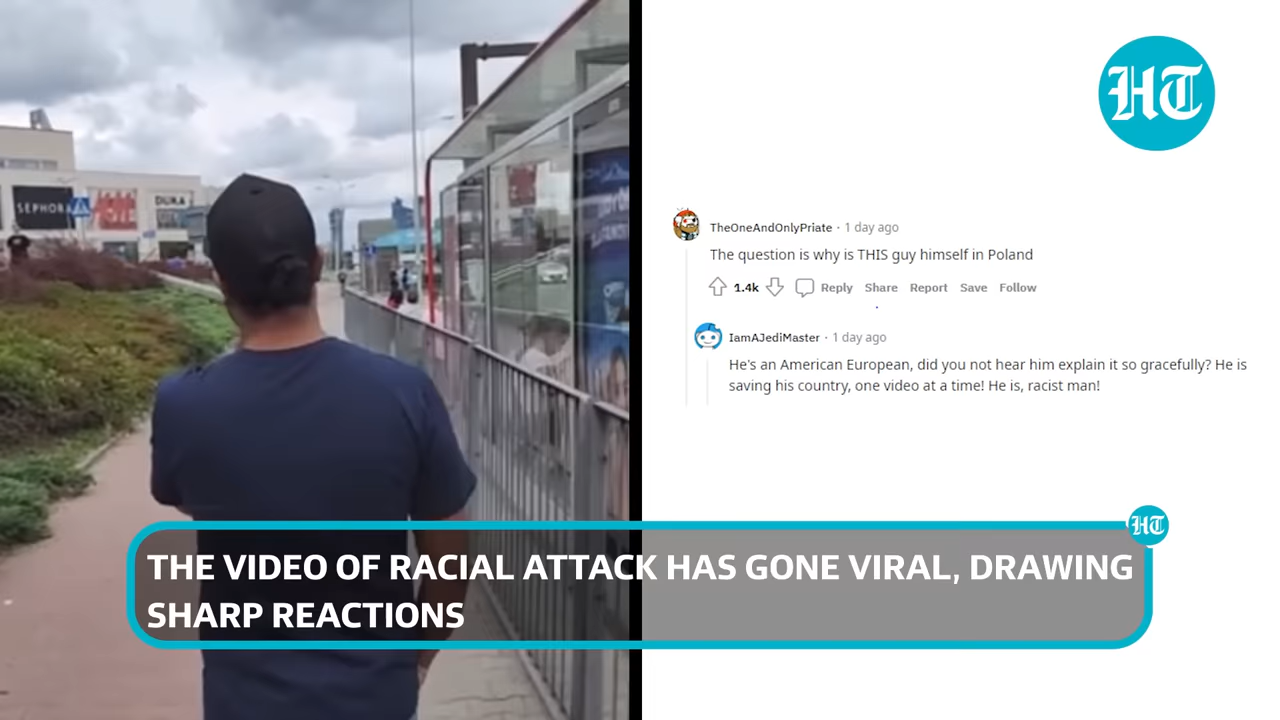 SEPHORA
DUKA
HT
TheOneAndOnlyPriate · 1 day ago
The question is why is THIS guy himself in Poland
1.4k Reply Share Report Save Follow
IamAJediMaster · 1 day ago
He's an American European, did you not hear him explain it so gracefully? He is
saving his country, one video at a time! He is, racist man!
HT
THE VIDEO OF RACIAL ATTACK HAS GONE VIRAL, DRAWING
SHARP REACTIONS